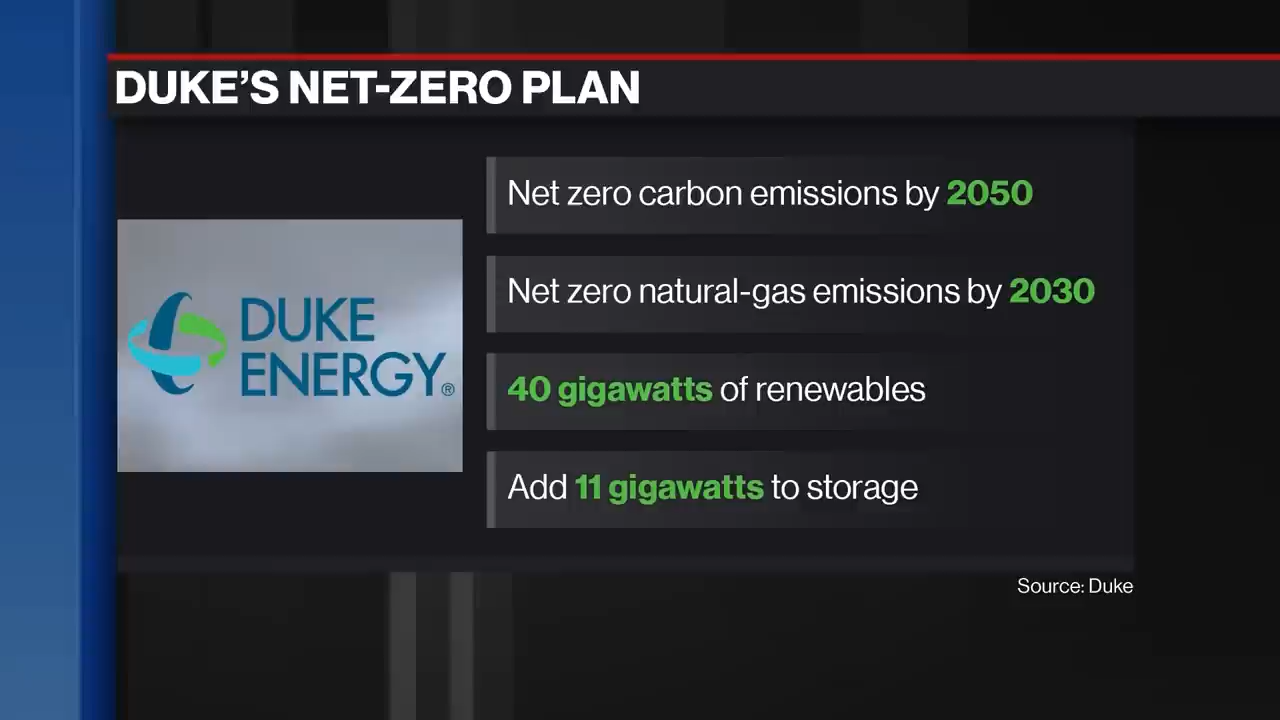 DUKE’S NET-ZERO PLAN
DUKE
ENERGY®
Net zero carbon emissions by 2050
Net zero natural-gas emissions by 2030
40 gigawatts of renewables
Add 11 gigawatts to storage
Source: Duke